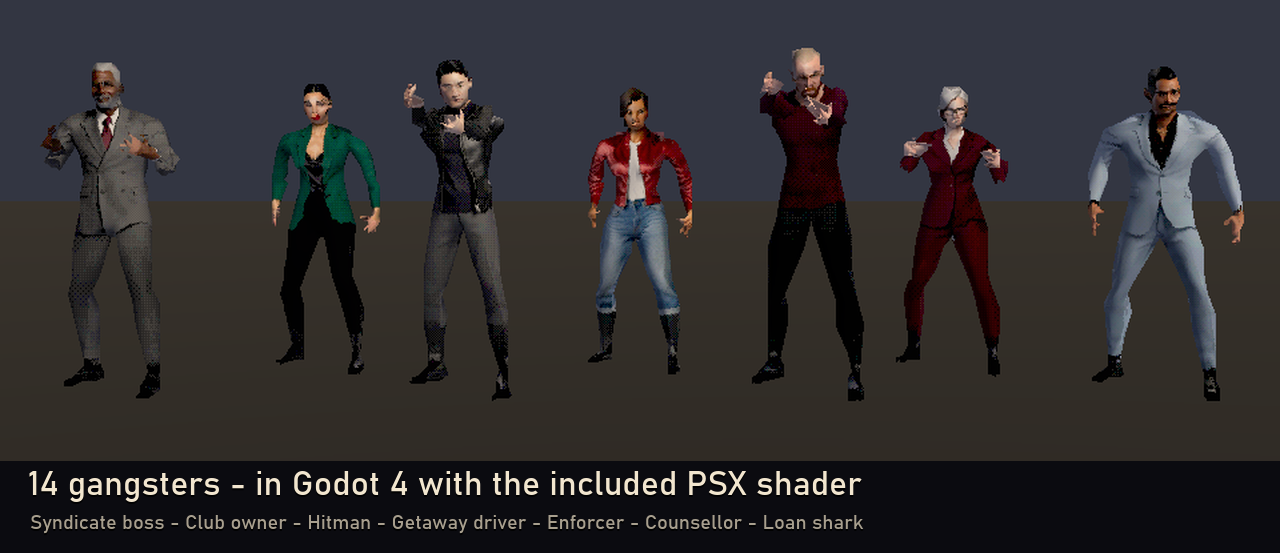 14 gangsters - in Godot 4 with the included PSX shader
Syndicate boss - Club owner - Hitman - Getaway driver - Enforcer - Counsellor - Loan shark